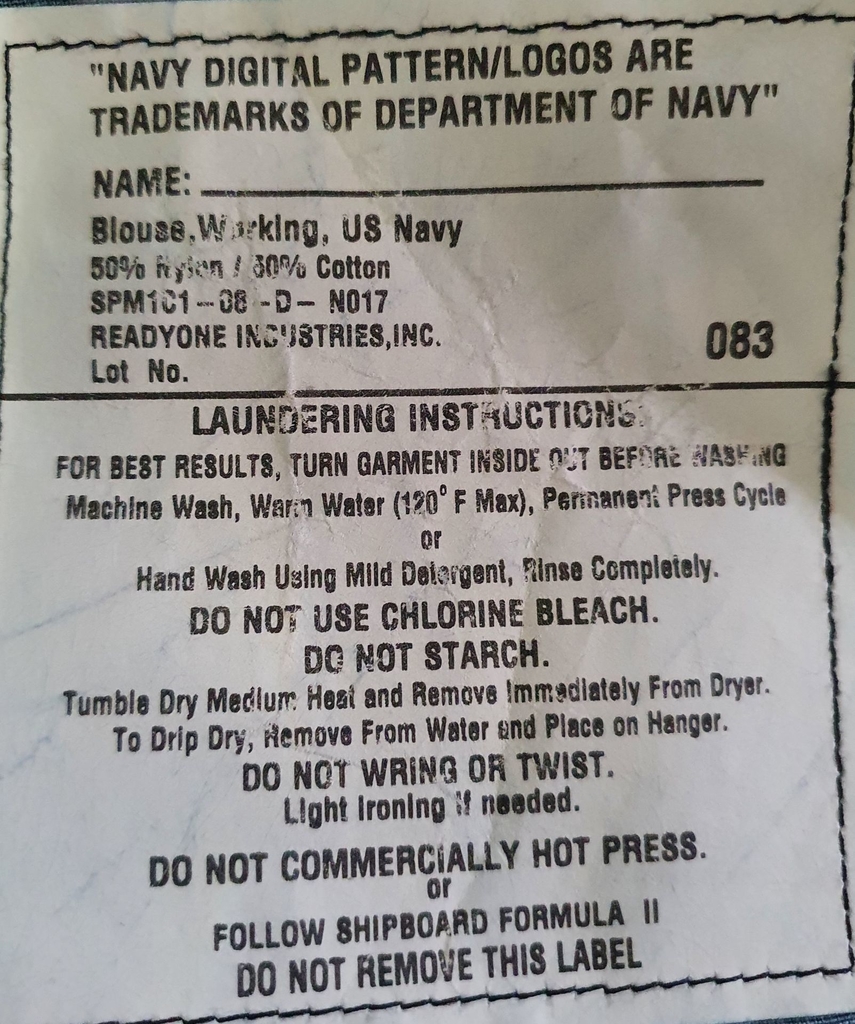 "NAVY DIGITAL PATTERN/LOGOS ARE
TRADEMARKS OF DEPARTMENT OF NAVY"
NAME:
Blouse,Working, US Navy
50% Nylon / 50% Cotton
SPM1C1-08 -D- N017
READYONE INDUSTRIES,INC.
083
Lot No.
LAUNDERING INSTRUCTIONS:
FOR BEST RESULTS, TURN GARMENT INSIDE OUT BEFORE WASHING
Machine Wash, Warm Water (120° F Max), Permanent Press Cycle
or
Hand Wash Using Mild Detergent, Rinse Completely.
DO NOT USE CHLORINE BLEACH.
DO NOT STARCH.
Tumble Dry Medium Heat and Remove Immediately From Dryer.
To Drip Dry, Remove From Water and Place on Hanger.
DO NOT WRING OR TWIST.
Light Ironing if needed.
DO NOT COMMERCIALLY HOT PRESS.
or
FOLLOW SHIPBOARD FORMULA II
DO NOT REMOVE THIS LABEL